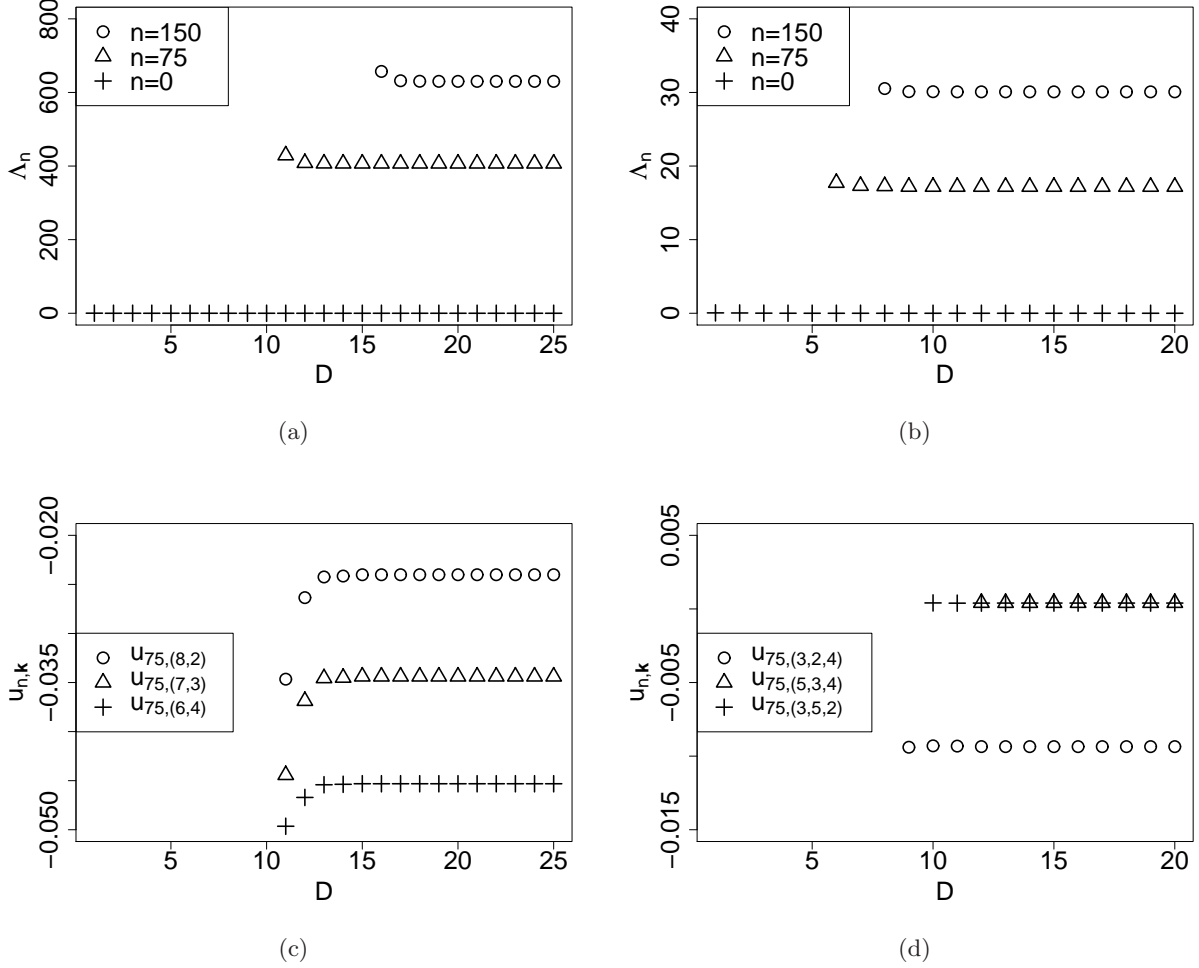 n=150
n=75
n=0
0 200 400 600 800
Λn
5 10 15 20 25
D
(a)
n=150
n=75
n=0
0 10 20 30 40
Λn
5 10 15 20
D
(b)
u75,(8,2)
u75,(7,3)
u75,(6,4)
−0.050 −0.035 −0.020
un,k
5 10 15 20 25
D
(c)
u75,(3,2,4)
u75,(5,3,4)
u75,(3,5,2)
−0.015 −0.005 0.005
un,k
5 10 15 20
D
(d)